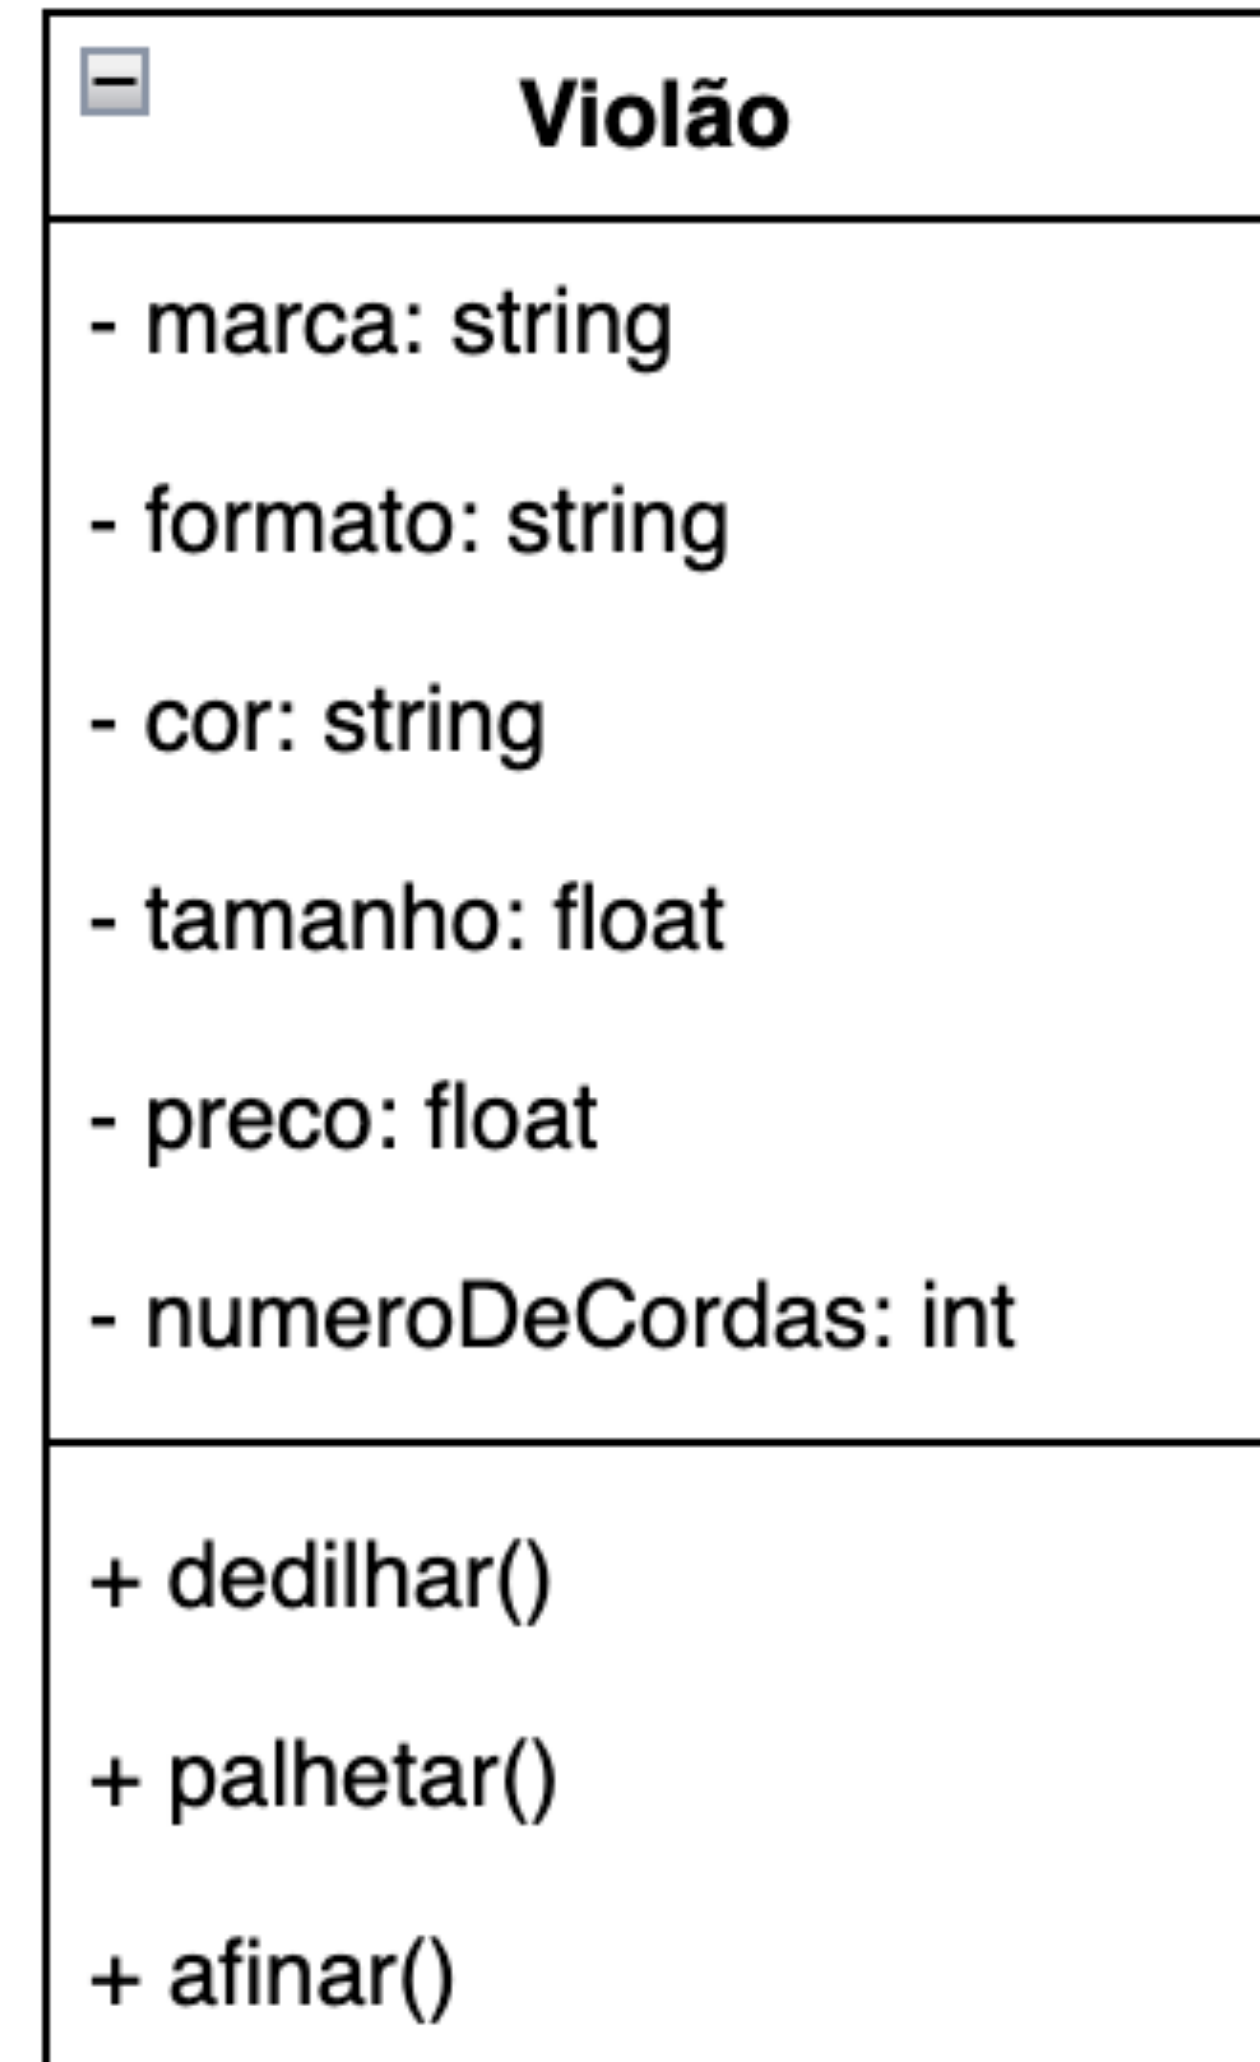 Violão
- marca: string
- formato: string
- cor: string
- tamanho: float
- preco: float
- numeroDeCordas: int
+ dedilhar()
+ palhetar()
+ afinar()